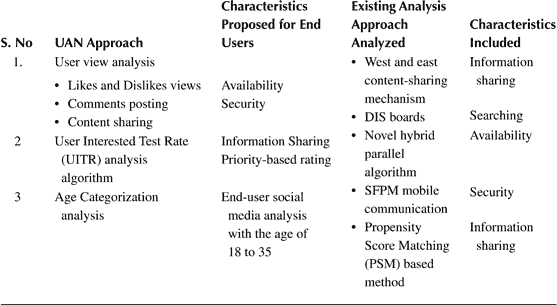 S. No UAN Approach Characteristics Proposed for End Users Existing Analysis Approach Analyzed Characteristics Included
1. User view analysis
• Likes and Dislikes views
• Comments posting
• Content sharing
Availability
Security
2 User Interested Test Rate
(UITR) analysis
algorithm
Information Sharing
Priority-based rating
3 Age Categorization
analysis
End-user social
media analysis
with the age of
18 to 35
• West and east
content-sharing
mechanism
• DIS boards
• Novel hybrid
parallel
algorithm
• SFPM mobile
communication
• Propensity
Score Matching
(PSM) based
method
Information
sharing
Searching
Availability
Security
Information
sharing